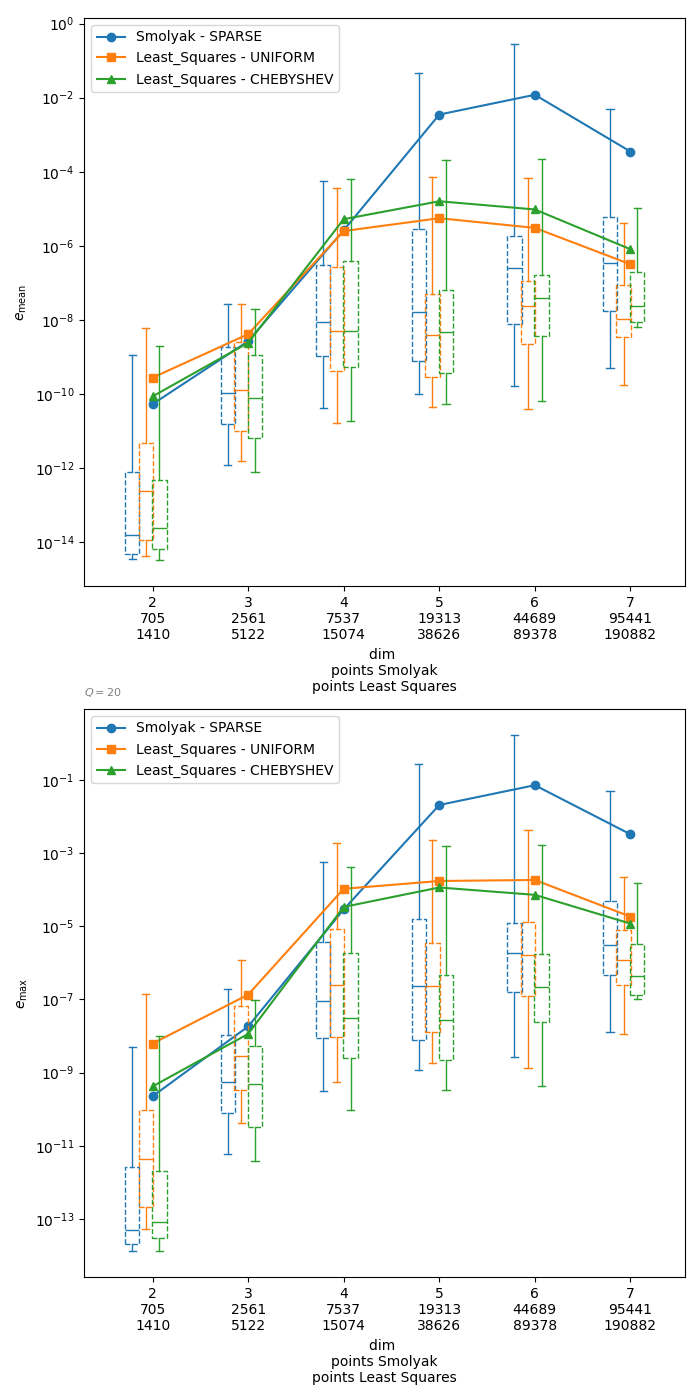 Smolyak - SPARSE
Least_Squares - UNIFORM
Least_Squares - CHEBYSHEV
10⁰
10⁻²
10⁻⁴
10⁻⁶
10⁻⁸
10⁻¹⁰
10⁻¹²
10⁻¹⁴
e_mean
2 3 4 5 6 7
705 2561 7537 19313 44689 95441
1410 5122 15074 38626 89378 190882
dim
points Smolyak
points Least Squares
Q = 20
Smolyak - SPARSE
Least_Squares - UNIFORM
Least_Squares - CHEBYSHEV
10⁻¹
10⁻³
10⁻⁵
10⁻⁷
10⁻⁹
10⁻¹¹
10⁻¹³
e_max
2 3 4 5 6 7
705 2561 7537 19313 44689 95441
1410 5122 15074 38626 89378 190882
dim
points Smolyak
points Least Squares